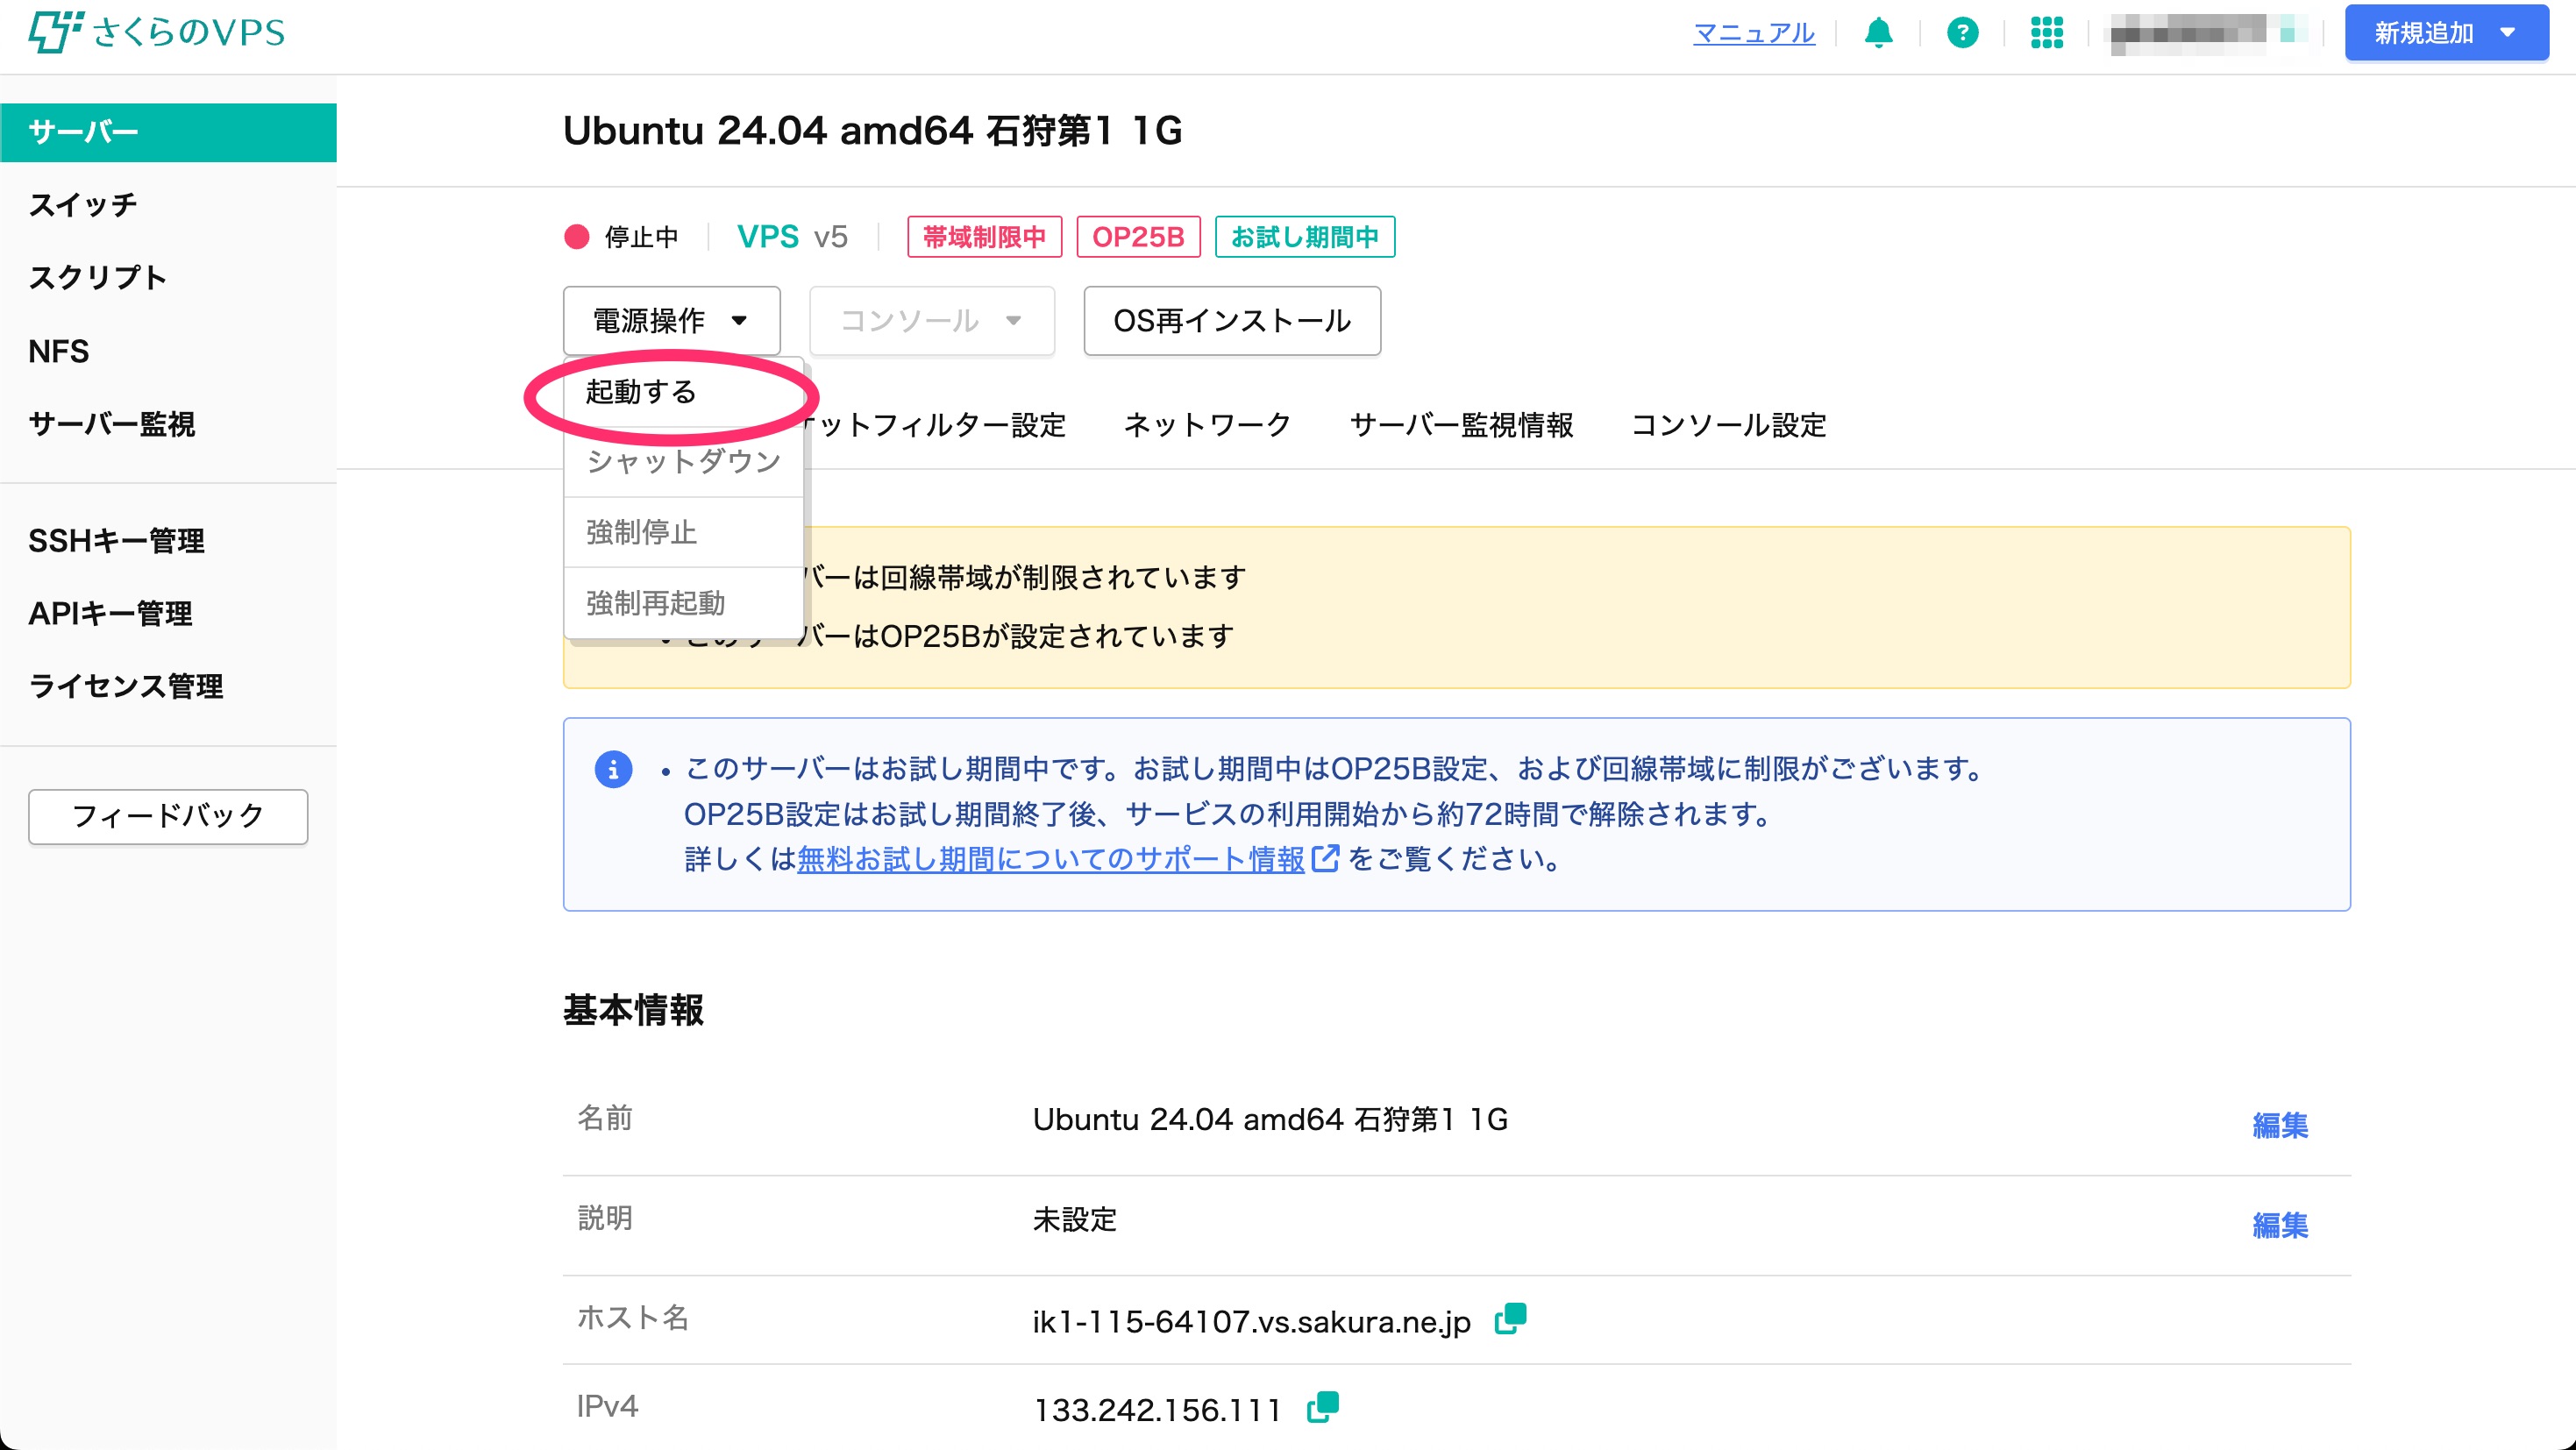 さくらのVPS
マニュアル
新規追加
サーバー
スイッチ
スクリプト
NFS
サーバー監視
SSHキー管理
APIキー管理
ライセンス管理
フィードバック
Ubuntu 24.04 amd64 石狩第1 1G
停止中
VPS v5
帯域制限中
OP25B
お試し期間中
電源操作
コンソール
OS再インストール
起動する
シャットダウン
強制停止
強制再起動
ットフィルター設定
ネットワーク
サーバー監視情報
コンソール設定
バーは回線帯域が制限されています
バーはOP25Bが設定されています
• このサーバーはお試し期間中です。お試し期間中はOP25B設定、および回線帯域に制限がございます。
OP25B設定はお試し期間終了後、サービスの利用開始から約72時間で解除されます。
詳しくは無料お試し期間についてのサポート情報 をご覧ください。
基本情報
名前 Ubuntu 24.04 amd64 石狩第1 1G 編集
説明 未設定 編集
ホスト名 ik1-115-64107.vs.sakura.ne.jp
IPv4 133.242.156.111